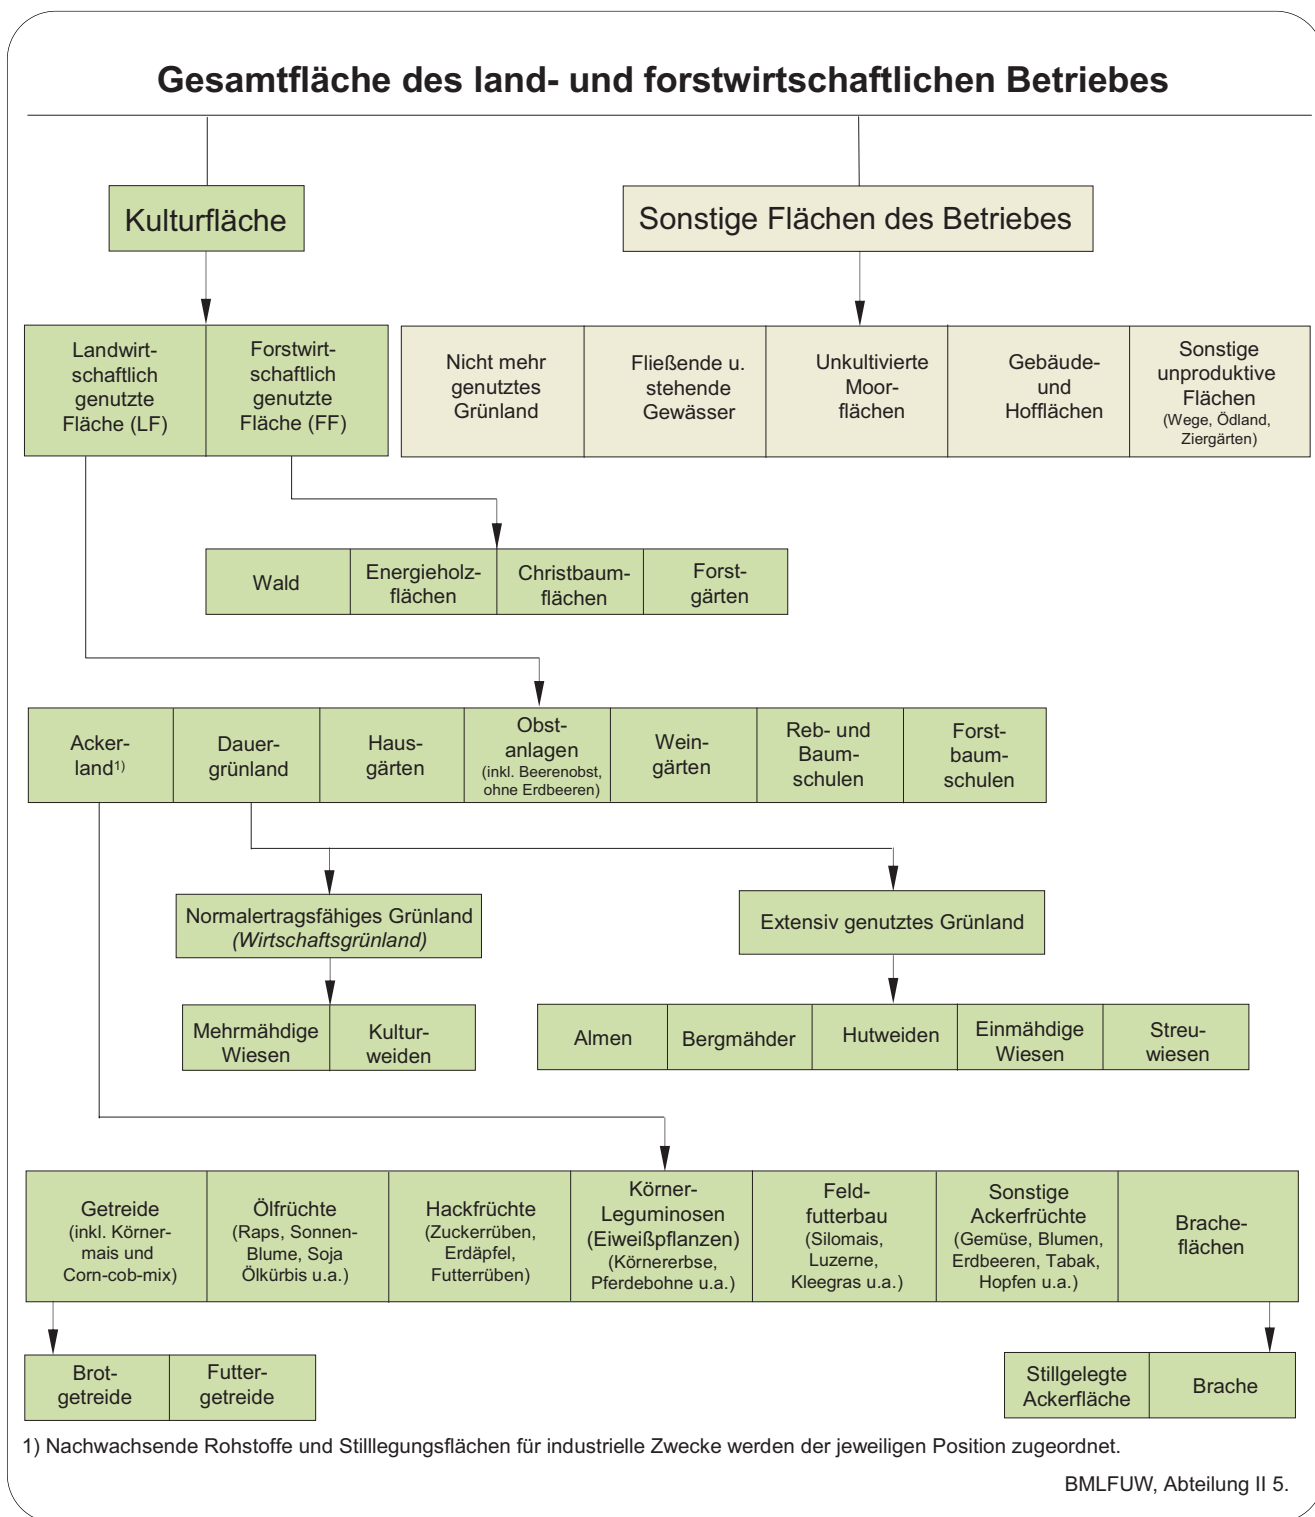 Gesamtfläche des land- und forstwirtschaftlichen Betriebes
Kulturfläche
Sonstige Flächen des Betriebes
Landwirt-
schaftlich
genutzte
Fläche (LF)
Forstwirt-
schaftlich
genutzte
Fläche (FF)
Nicht mehr
genutztes
Grünland
Fließende u.
stehende
Gewässer
Unkultivierte
Moor-
flächen
Gebäude-
und
Hofflächen
Sonstige
unproduktive
Flächen
(Wege, Ödland,
Ziergärten)
Wald
Energieholz-
flächen
Christbaum-
flächen
Forst-
gärten
Acker-
land1)
Dauer-
grünland
Haus-
gärten
Obst-
anlagen
(inkl. Beerenobst,
ohne Erdbeeren)
Wein-
gärten
Reb- und
Baum-
schulen
Forst-
baum-
schulen
Normalertragsfähiges Grünland
(Wirtschaftsgrünland)
Extensiv genutztes Grünland
Mehrmähdige
Wiesen
Kultur-
weiden
Almen
Bergmähder
Hutweiden
Einmähdige
Wiesen
Streu-
wiesen
Getreide
(inkl. Körner-
mais und
Corn-cob-mix)
Ölfrüchte
(Raps, Sonnen-
Blume, Soja
Ölkürbis u.a.)
Hackfrüchte
(Zuckerrüben,
Erdäpfel,
Futterrüben)
Körner-
Leguminosen
(Eiweißpflanzen)
(Körnererbse,
Pferdebohne u.a.)
Feld-
futterbau
(Silomais,
Luzerne,
Kleegras u.a.)
Sonstige
Ackerfrüchte
(Gemüse, Blumen,
Erdbeeren, Tabak,
Hopfen u.a.)
Brache-
flächen
Brot-
getreide
Futter-
getreide
Stillgelegte
Ackerfläche
Brache
1) Nachwachsende Rohstoffe und Stilllegungsflächen für industrielle Zwecke werden der jeweiligen Position zugeordnet.
BMLFUW, Abteilung II 5.